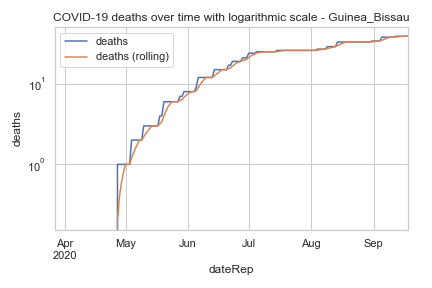 COVID-19 deaths over time with logarithmic scale - Guinea_Bissau
deaths
deaths (rolling)
deaths
10¹
10⁰
Apr
2020
May
Jun
Jul
Aug
Sep
dateRep